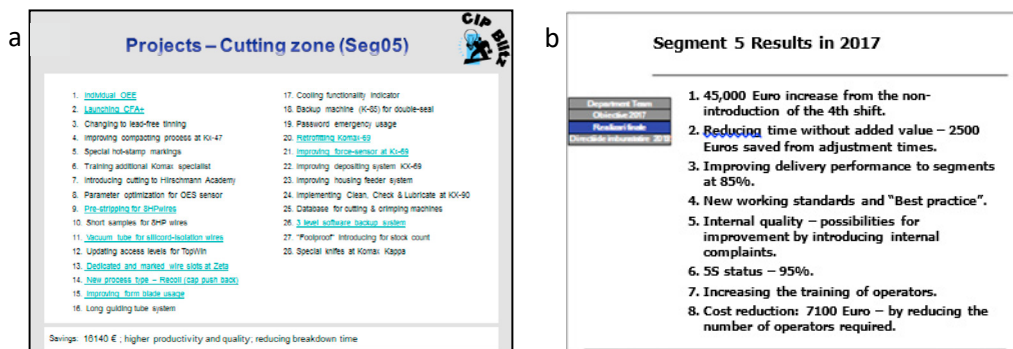 a
Projects – Cutting zone (Seg05)
CIP Blitz
1. Individual OEE
2. Launching CFA+
3. Changing to lead-free tinning
4. Improving compacting process at Kx-47
5. Special hot-stamp markings
6. Training additional Komax specialist
7. Introducing cutting to Hirschmann Academy
8. Parameter optimization for OES sensor
9. Pre-stripping for SHPwires
10. Short samples for SHP wires
11. Vacuum tube for silicord-isolation wires
12. Updating access levels for TopWin
13. Dedicated and marked wire slots at Zeta
14. New process type – Recoil (cap push back)
15. Improving form blade usage
16. Long guiding tube system
17. Cooling functionality indicator
18. Backup machine (K-65) for double-seal
19. Password emergency usage
20. Retrofitting Komax-69
21. Improving force-sensor at Kx-69
22. Improving depositing system KX-69
23. Improving housing feeder system
24. Implementing Clean, Check & Lubricate at KX-90
25. Database for cutting & crimping machines
26. 3 level software backup system
27. "Foolproof" introducing for stock count
28. Special knifes at Komax Kappa
Savings: 16140 € ; higher productivity and quality; reducing breakdown time
b
Segment 5 Results in 2017
Department Team
Obiective 2017
Realizari finale
1. 45,000 Euro increase from the non-
introduction of the 4th shift.
2. Reducing time without added value – 2500
Euros saved from adjustment times.
3. Improving delivery performance to segments
at 85%.
4. New working standards and “Best practice”.
5. Internal quality – possibilities for
improvement by introducing internal
complaints.
6. 5S status – 95%.
7. Increasing the training of operators.
8. Cost reduction: 7100 Euro – by reducing the
number of operators required.